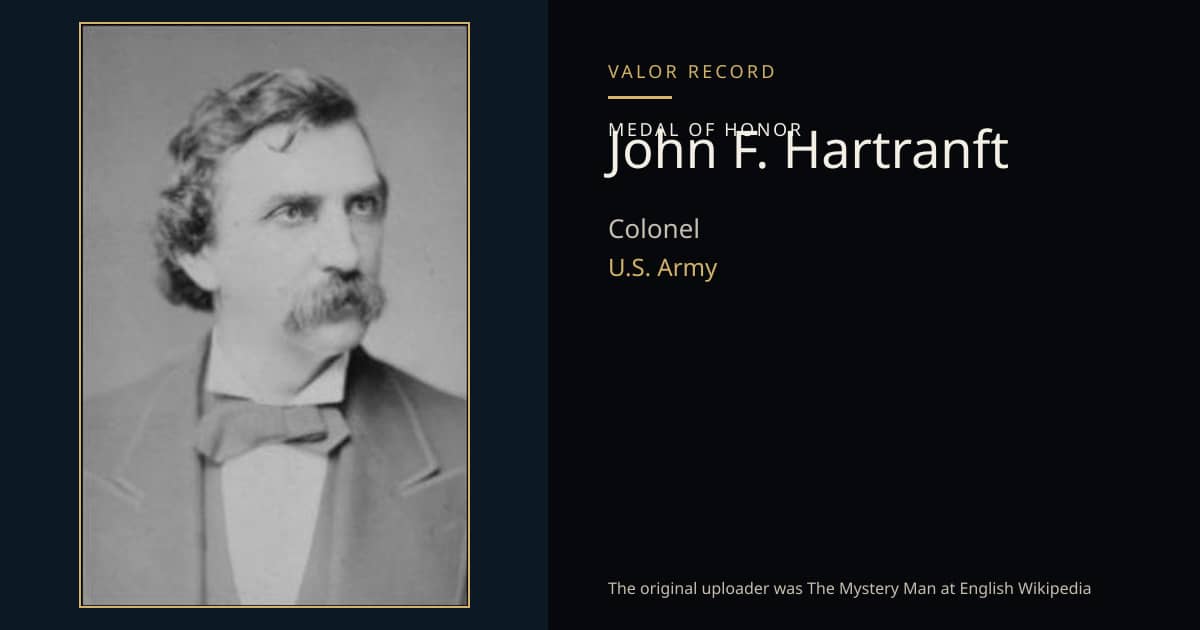 VALOR RECORD
MEDAL OF HONOR
John F. Hartranft
Colonel
U.S. Army
The original uploader was The Mystery Man at English Wikipedia